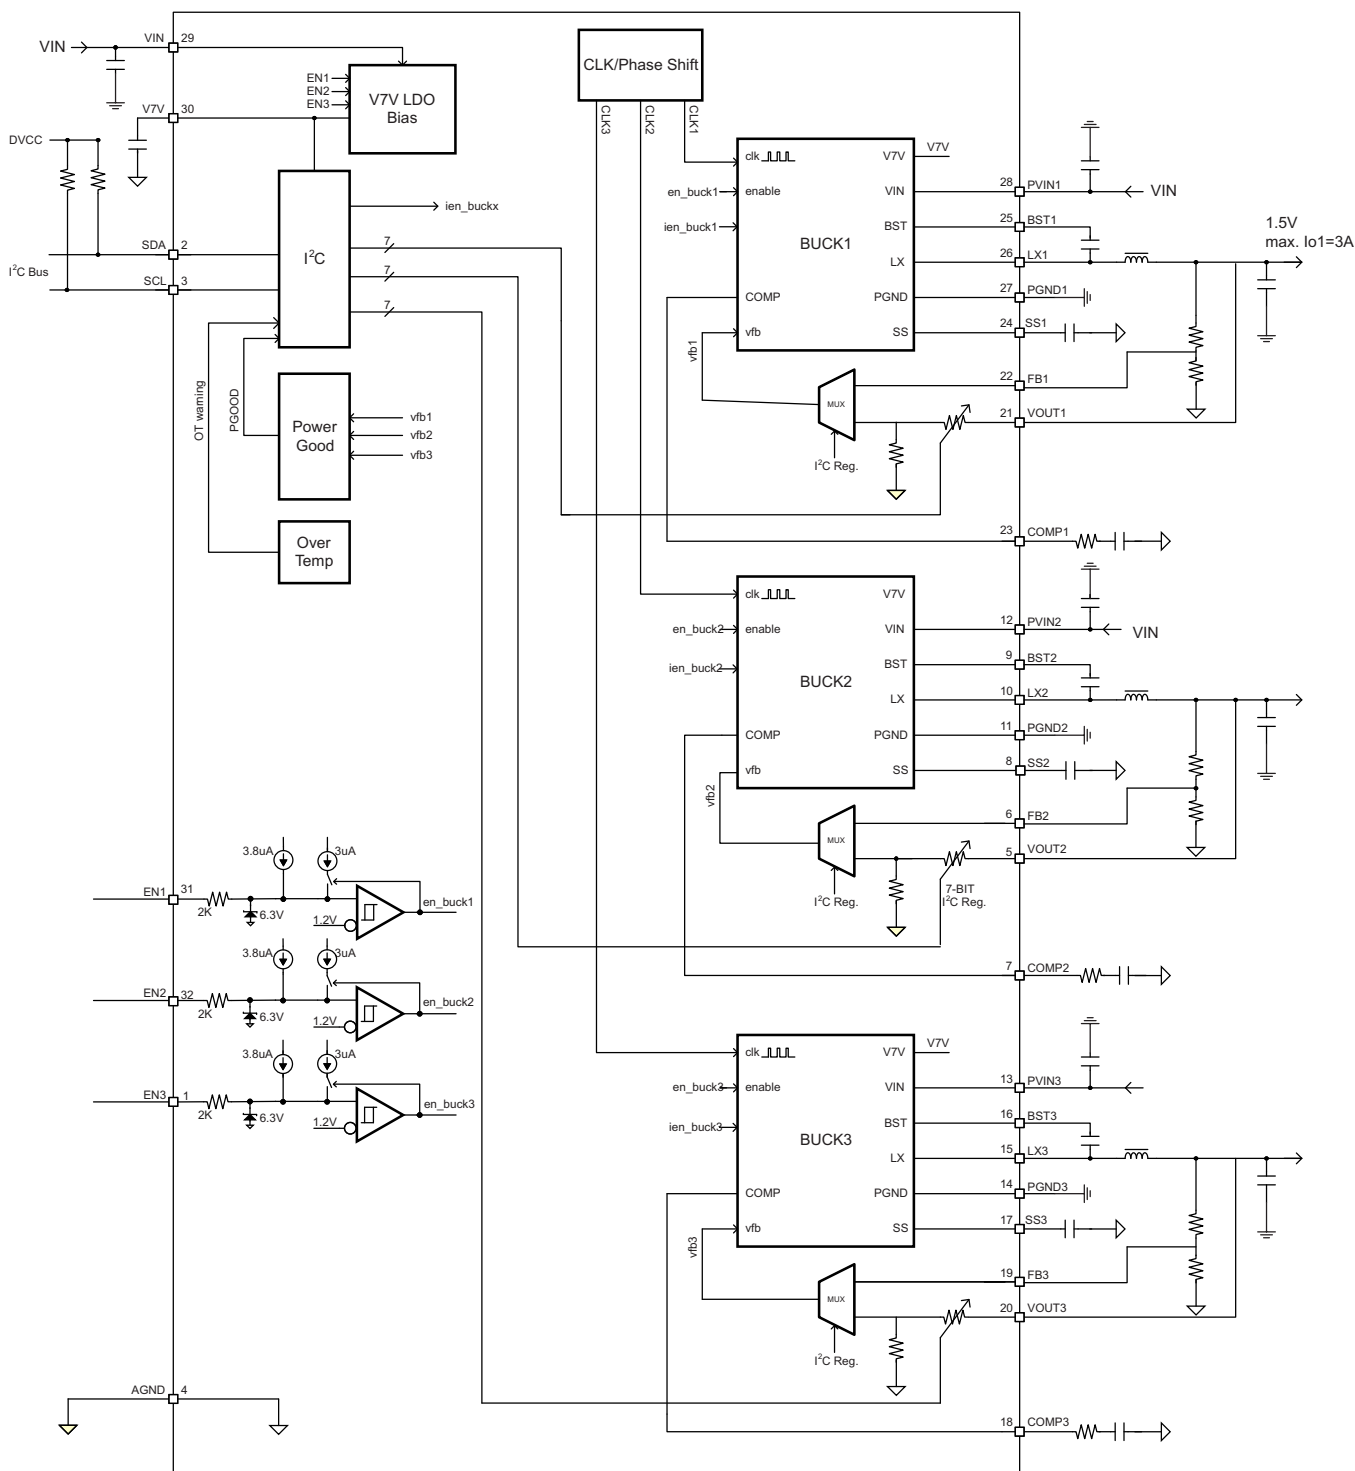 VIN
VIN
29
EN1
EN2
EN3
V7V LDO
Bias
V7V
30
DVCC
SDA
2
I²C Bus
SCL
3
I²C
ien_buckx
7
7
7
OT warning
PGOOD
Power
Good
vfb1
vfb2
vfb3
Over
Temp
CLK/Phase Shift
CLK3
CLK2
CLK1
clk
enable
COMP
vfb
BUCK1
V7V
VIN
BST
LX
PGND
SS
V7V
en_buck1
ien_buck1
vfb1
28
PVIN1
VIN
25
BST1
26
LX1
1.5V
max. Io1=3A
27
PGND1
24
SS1
22
FB1
21
VOUT1
MUX
I²C Reg.
23
COMP1
clk
enable
COMP
vfb
BUCK2
V7V
VIN
BST
LX
PGND
SS
en_buck2
ien_buck2
vfb2
12
PVIN2
VIN
9
BST2
10
LX2
11
PGND2
8
SS2
6
FB2
5
VOUT2
MUX
I²C Reg.
7-BIT
I²C Reg.
7
COMP2
3.8uA
3uA
EN1
31
2K
6.3V
1.2V
en_buck1
3.8uA
3uA
EN2
32
2K
6.3V
1.2V
en_buck2
3.8uA
3uA
EN3
1
2K
6.3V
1.2V
en_buck3
clk
enable
COMP
vfb
BUCK3
V7V
VIN
BST
LX
PGND
SS
V7V
en_buck3
ien_buck3
vfb3
13
PVIN3
16
BST3
15
LX3
14
PGND3
17
SS3
19
FB3
20
VOUT3
MUX
I²C Reg.
18
COMP3
AGND
4